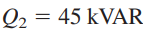 Q₂ = 45 kVAR